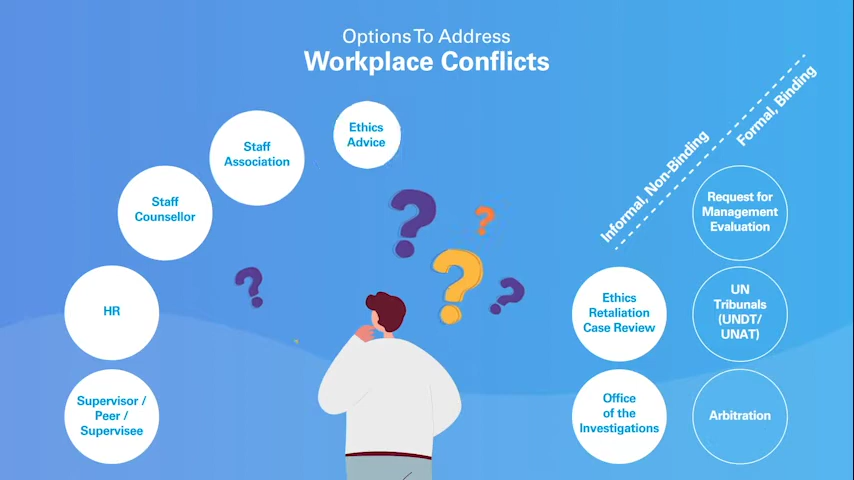 Options To Address
Workplace Conflicts
Ethics
Advice
Staff
Association
Staff
Counsellor
HR
Supervisor /
Peer /
Supervisee
Informal, Non-Binding
Formal, Binding
Ethics
Retaliation
Case Review
Office
of the
Investigations
Request for
Management
Evaluation
UN
Tribunals
(UNDT/
UNAT)
Arbitration